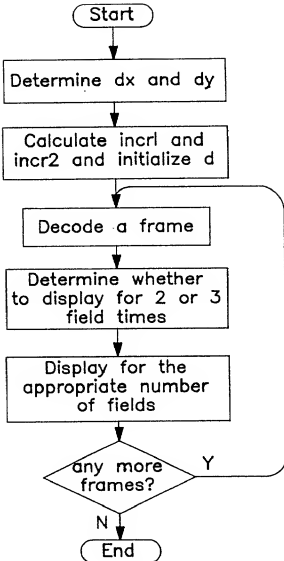 Start
Determine dx and dy
Calculate incrl and
incr2 and initialize d
Decode a frame
Determine whether
to display for 2 or 3
field times
Display for the
appropriate number
of fields
any more
frames?
Y
N
End